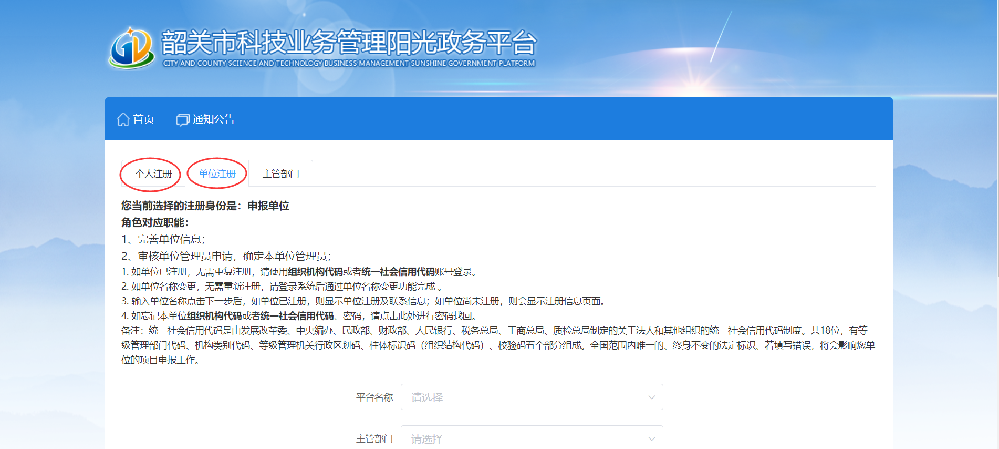 韶关市科技业务管理阳光政务平台
CITY AND COUNTY SCIENCE AND TECHNOLOGY BUSINESS MANAGEMENT SUNSHINE GOVERNMENT PLATFORM
首页 通知公告
个人注册 单位注册 主管部门
您当前选择的注册身份是：申报单位
角色对应职能：
1、完善单位信息；
2、审核单位管理员申请，确定本单位管理员；
1. 如单位已注册，无需重复注册，请使用组织机构代码或者统一社会信用代码账号登录。
2. 如单位名称变更，无需重新注册，请登录系统后通过单位名称变更功能完成 。
3. 输入单位名称点击下一步后，如单位已注册，则显示单位注册及联系信息；如单位尚未注册，则会显示注册信息页面。
4. 如忘记本单位组织机构代码或者统一社会信用代码、密码，请点击此处进行密码找回。
备注：统一社会信用代码是由发展改革委、中央编办、民政部、财政部、人民银行、税务总局、工商总局、质检总局制定的关于法人和其他组织的统一社会信用代码制度。共18位，有等
级管理部门代码、机构类别代码、等级管理机关行政区划码、柱体标识码（组织结构代码）、校验码五个部分组成。全国范围内唯一的、终身不变的法定标识、若填写错误，将会影响您单
位的项目申报工作。
平台名称 请选择
主管部门 请选择